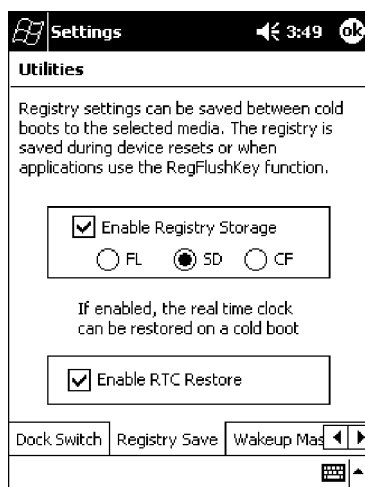 Settings 3:49 ok
Utilities
Registry settings can be saved between cold
boots to the selected media. The registry is
saved during device resets or when
applications use the RegFlushKey function.
Enable Registry Storage
FL SD CF
If enabled, the real time clock
can be restored on a cold boot
Enable RTC Restore
Dock Switch Registry Save Wakeup Mas